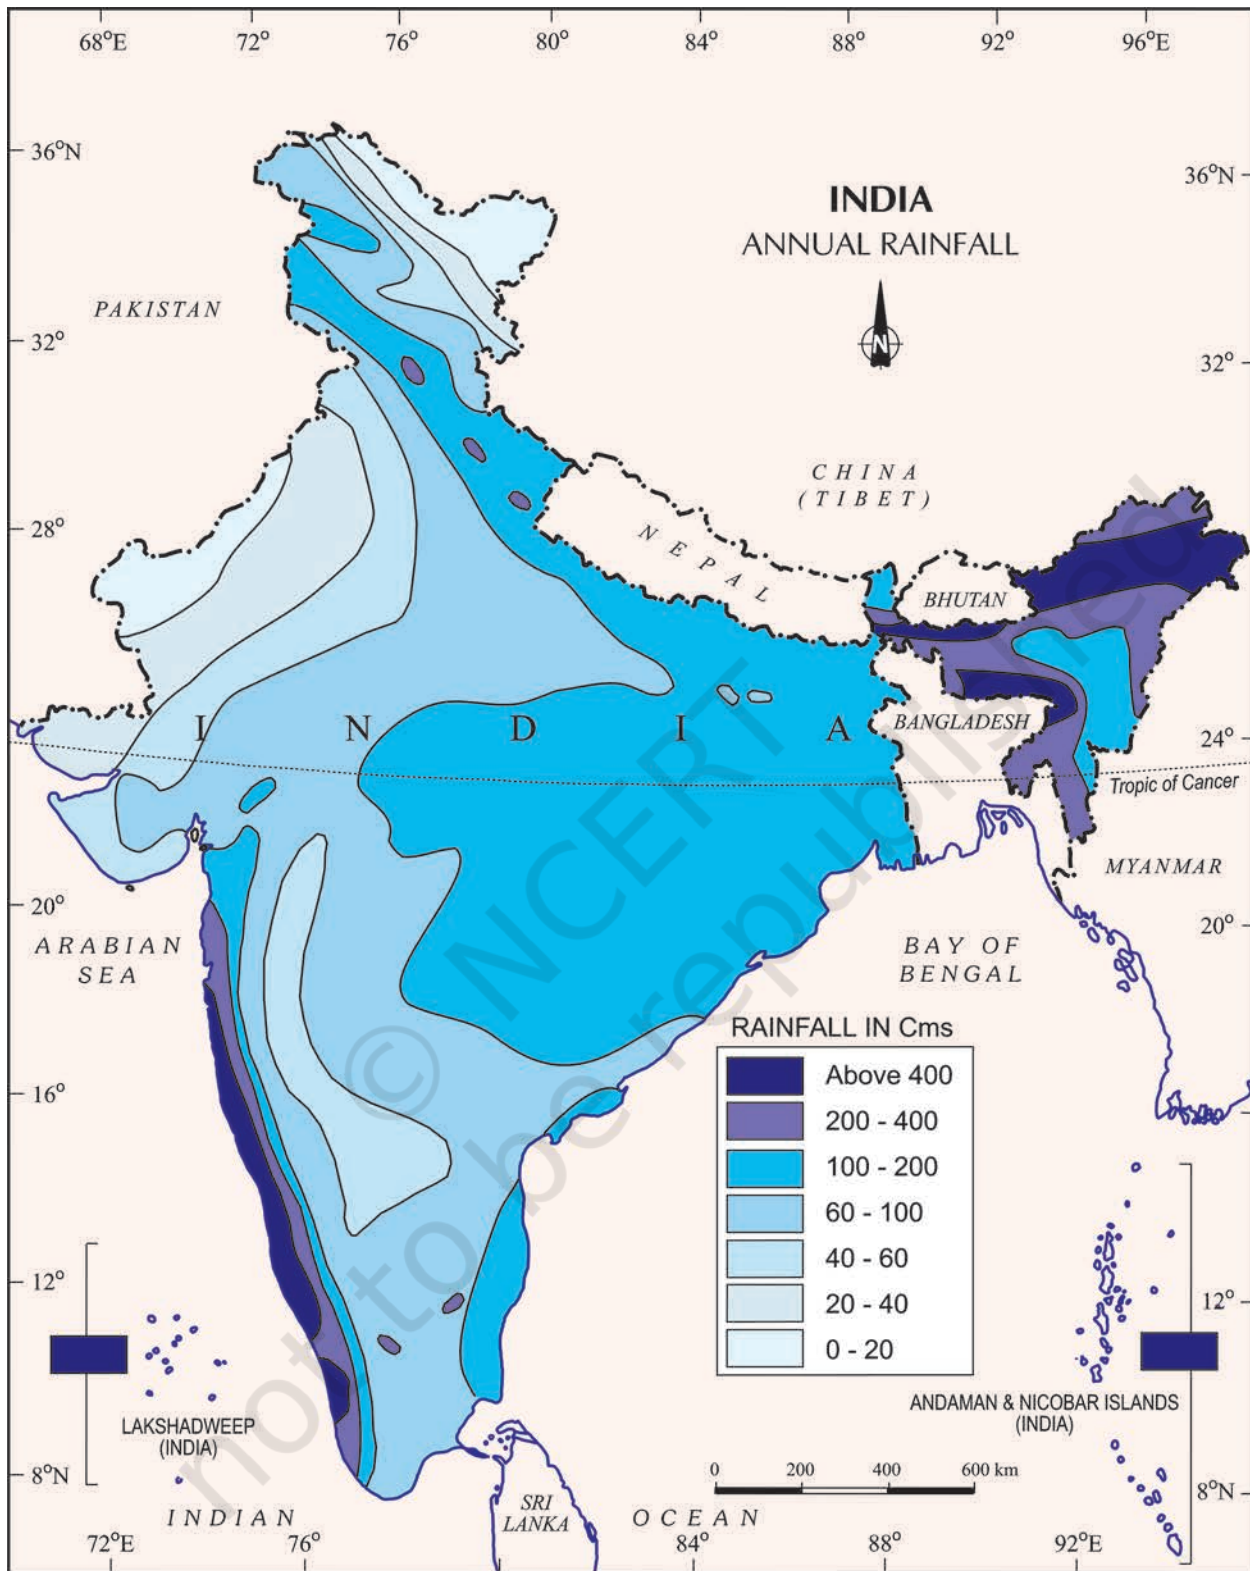 68°E 72° 76° 80° 84° 88° 92° 96°E
36°N
36°N
INDIA
ANNUAL RAINFALL
N
PAKISTAN
32°
32°
CHINA
(TIBET)
28°
28°
NEPAL
BHUTAN
INDIA
BANGLADESH
24°
24°
Tropic of Cancer
MYANMAR
20°
20°
ARABIAN
SEA
BAY OF
BENGAL
© NCERT
not to be republished
RAINFALL IN Cms
Above 400
200 - 400
100 - 200
60 - 100
40 - 60
20 - 40
0 - 20
16°
12°
12°
LAKSHADWEEP
(INDIA)
ANDAMAN & NICOBAR ISLANDS
(INDIA)
8°N
8°N
0 200 400 600 km
SRI
LANKA
INDIAN OCEAN
72°E 76° 84° 88° 92°E